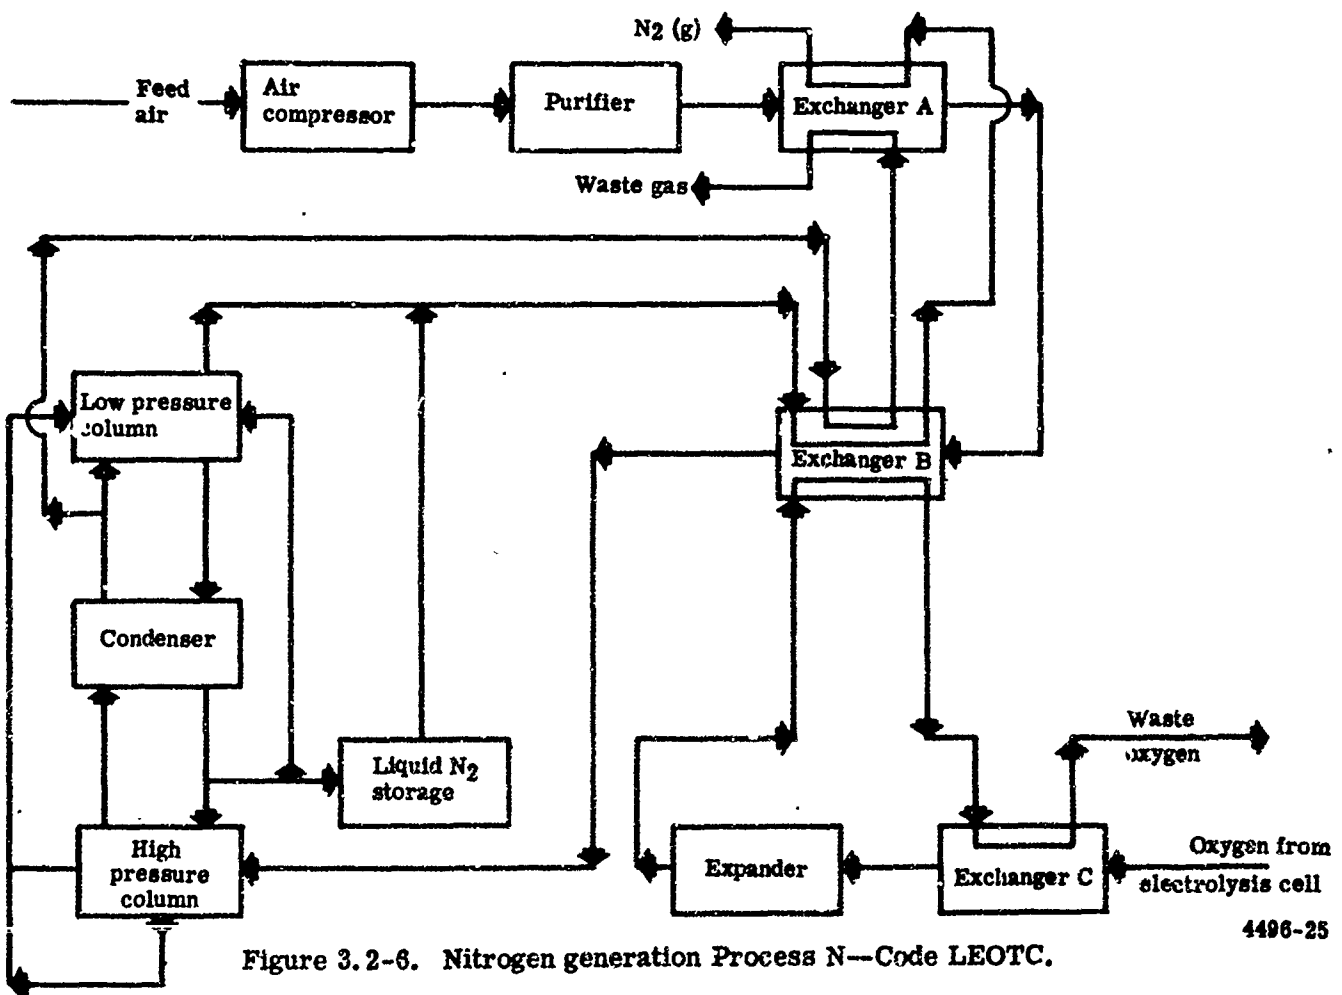 N2 (g)
Feed
air
Air
compressor
Purifier
Exchanger A
Waste gas
Low pressure
column
Exchanger B
Condenser
Liquid N2
storage
Waste
oxygen
High
pressure
column
Expander
Exchanger C
Oxygen from
electrolysis cell
4496-25
Figure 3.2-6. Nitrogen generation Process N--Code LEOTC.